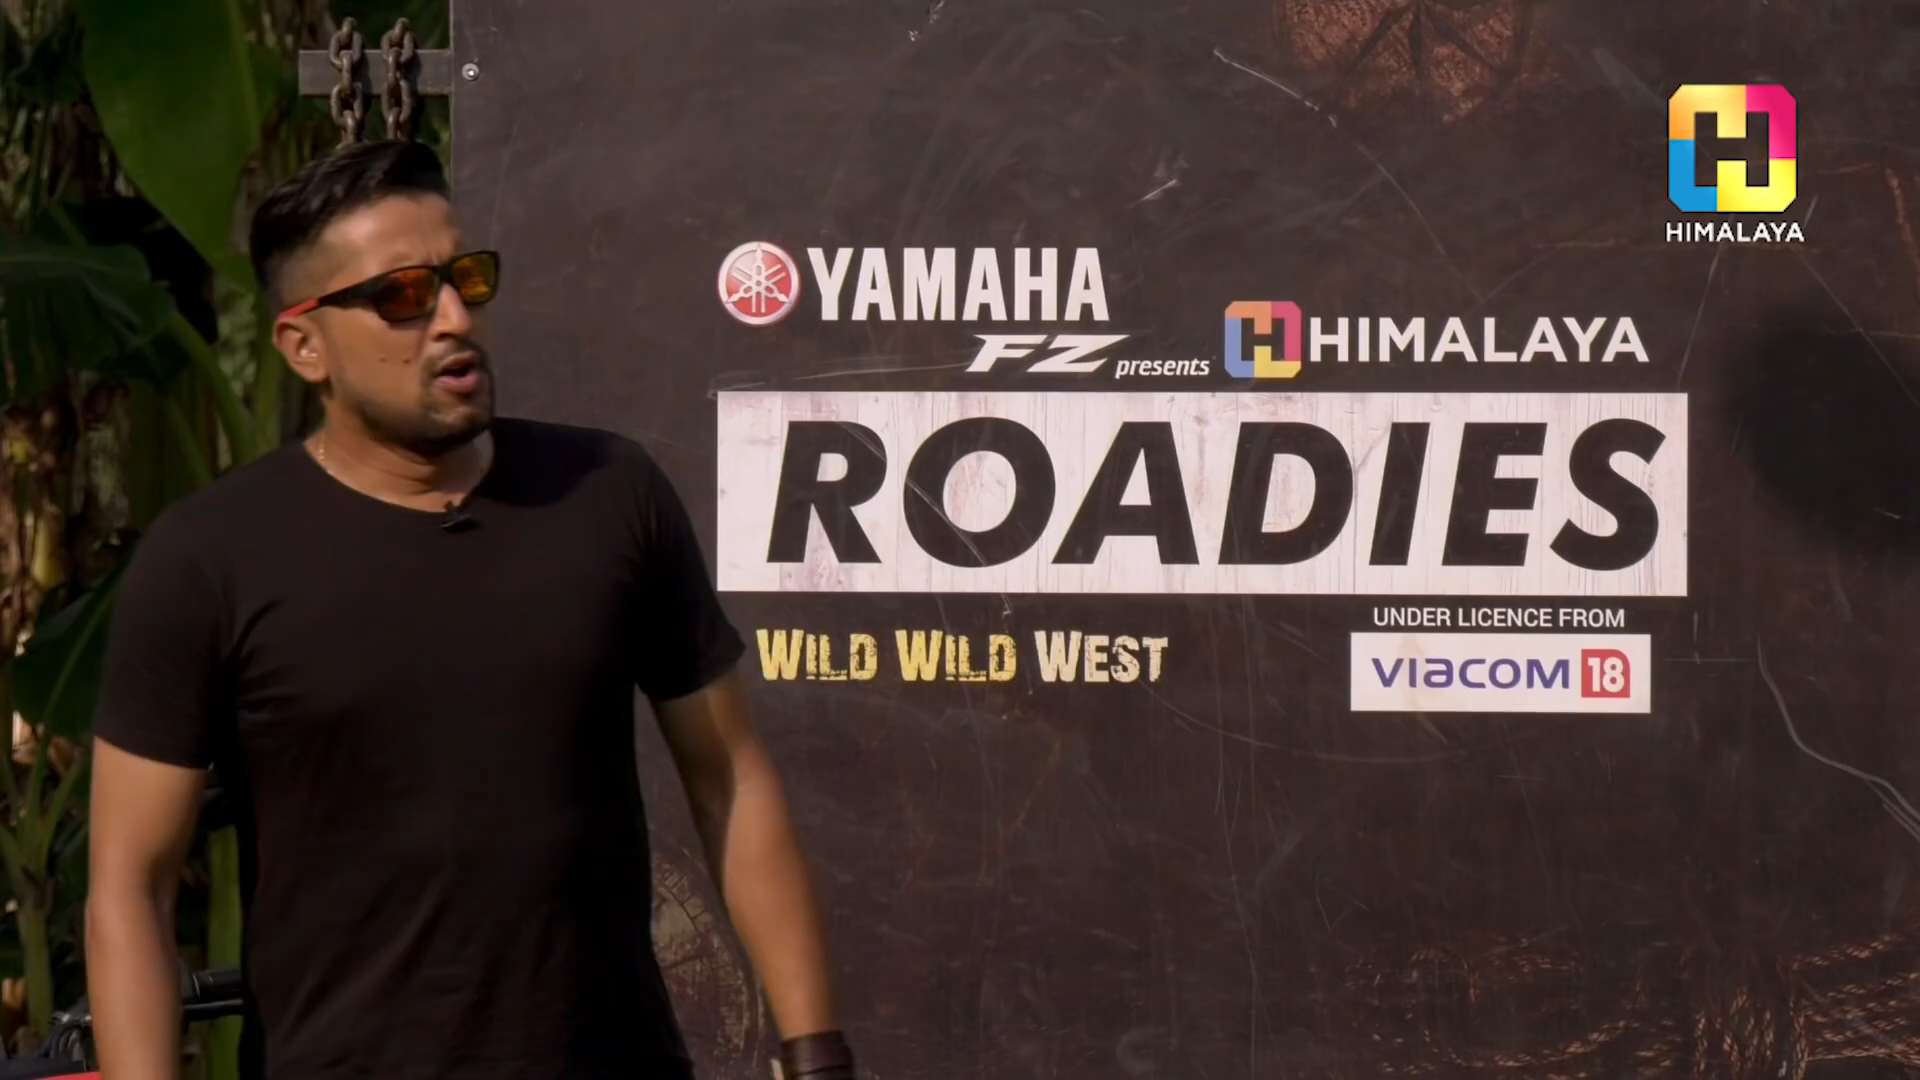 YAMAHA
FZ presents HIMALAYA
ROADIES
WILD WILD WEST
UNDER LICENCE FROM
VIACOM 18
HIMALAYA